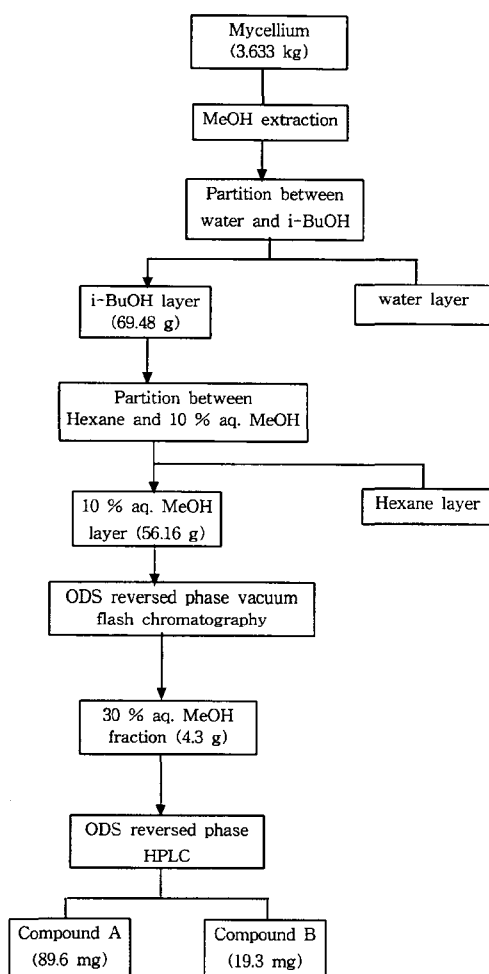 Mycellium
(3.633 kg)
MeOH extraction
Partition between
water and i-BuOH
i-BuOH layer
(69.48 g)
water layer
Partition between
Hexane and 10 % aq. MeOH
10 % aq. MeOH
layer (56.16 g)
Hexane layer
ODS reversed phase vacuum
flash chromatography
30 % aq. MeOH
fraction (4.3 g)
ODS reversed phase
HPLC
Compound A
(89.6 mg)
Compound B
(19.3 mg)